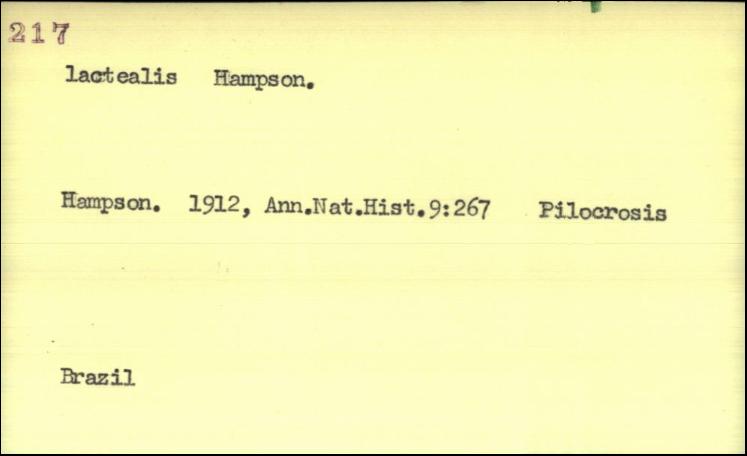 217
lactealis Hampson.
Hampson. 1912, Ann.Nat.Hist.9:267 Pilocrosis
Brazil